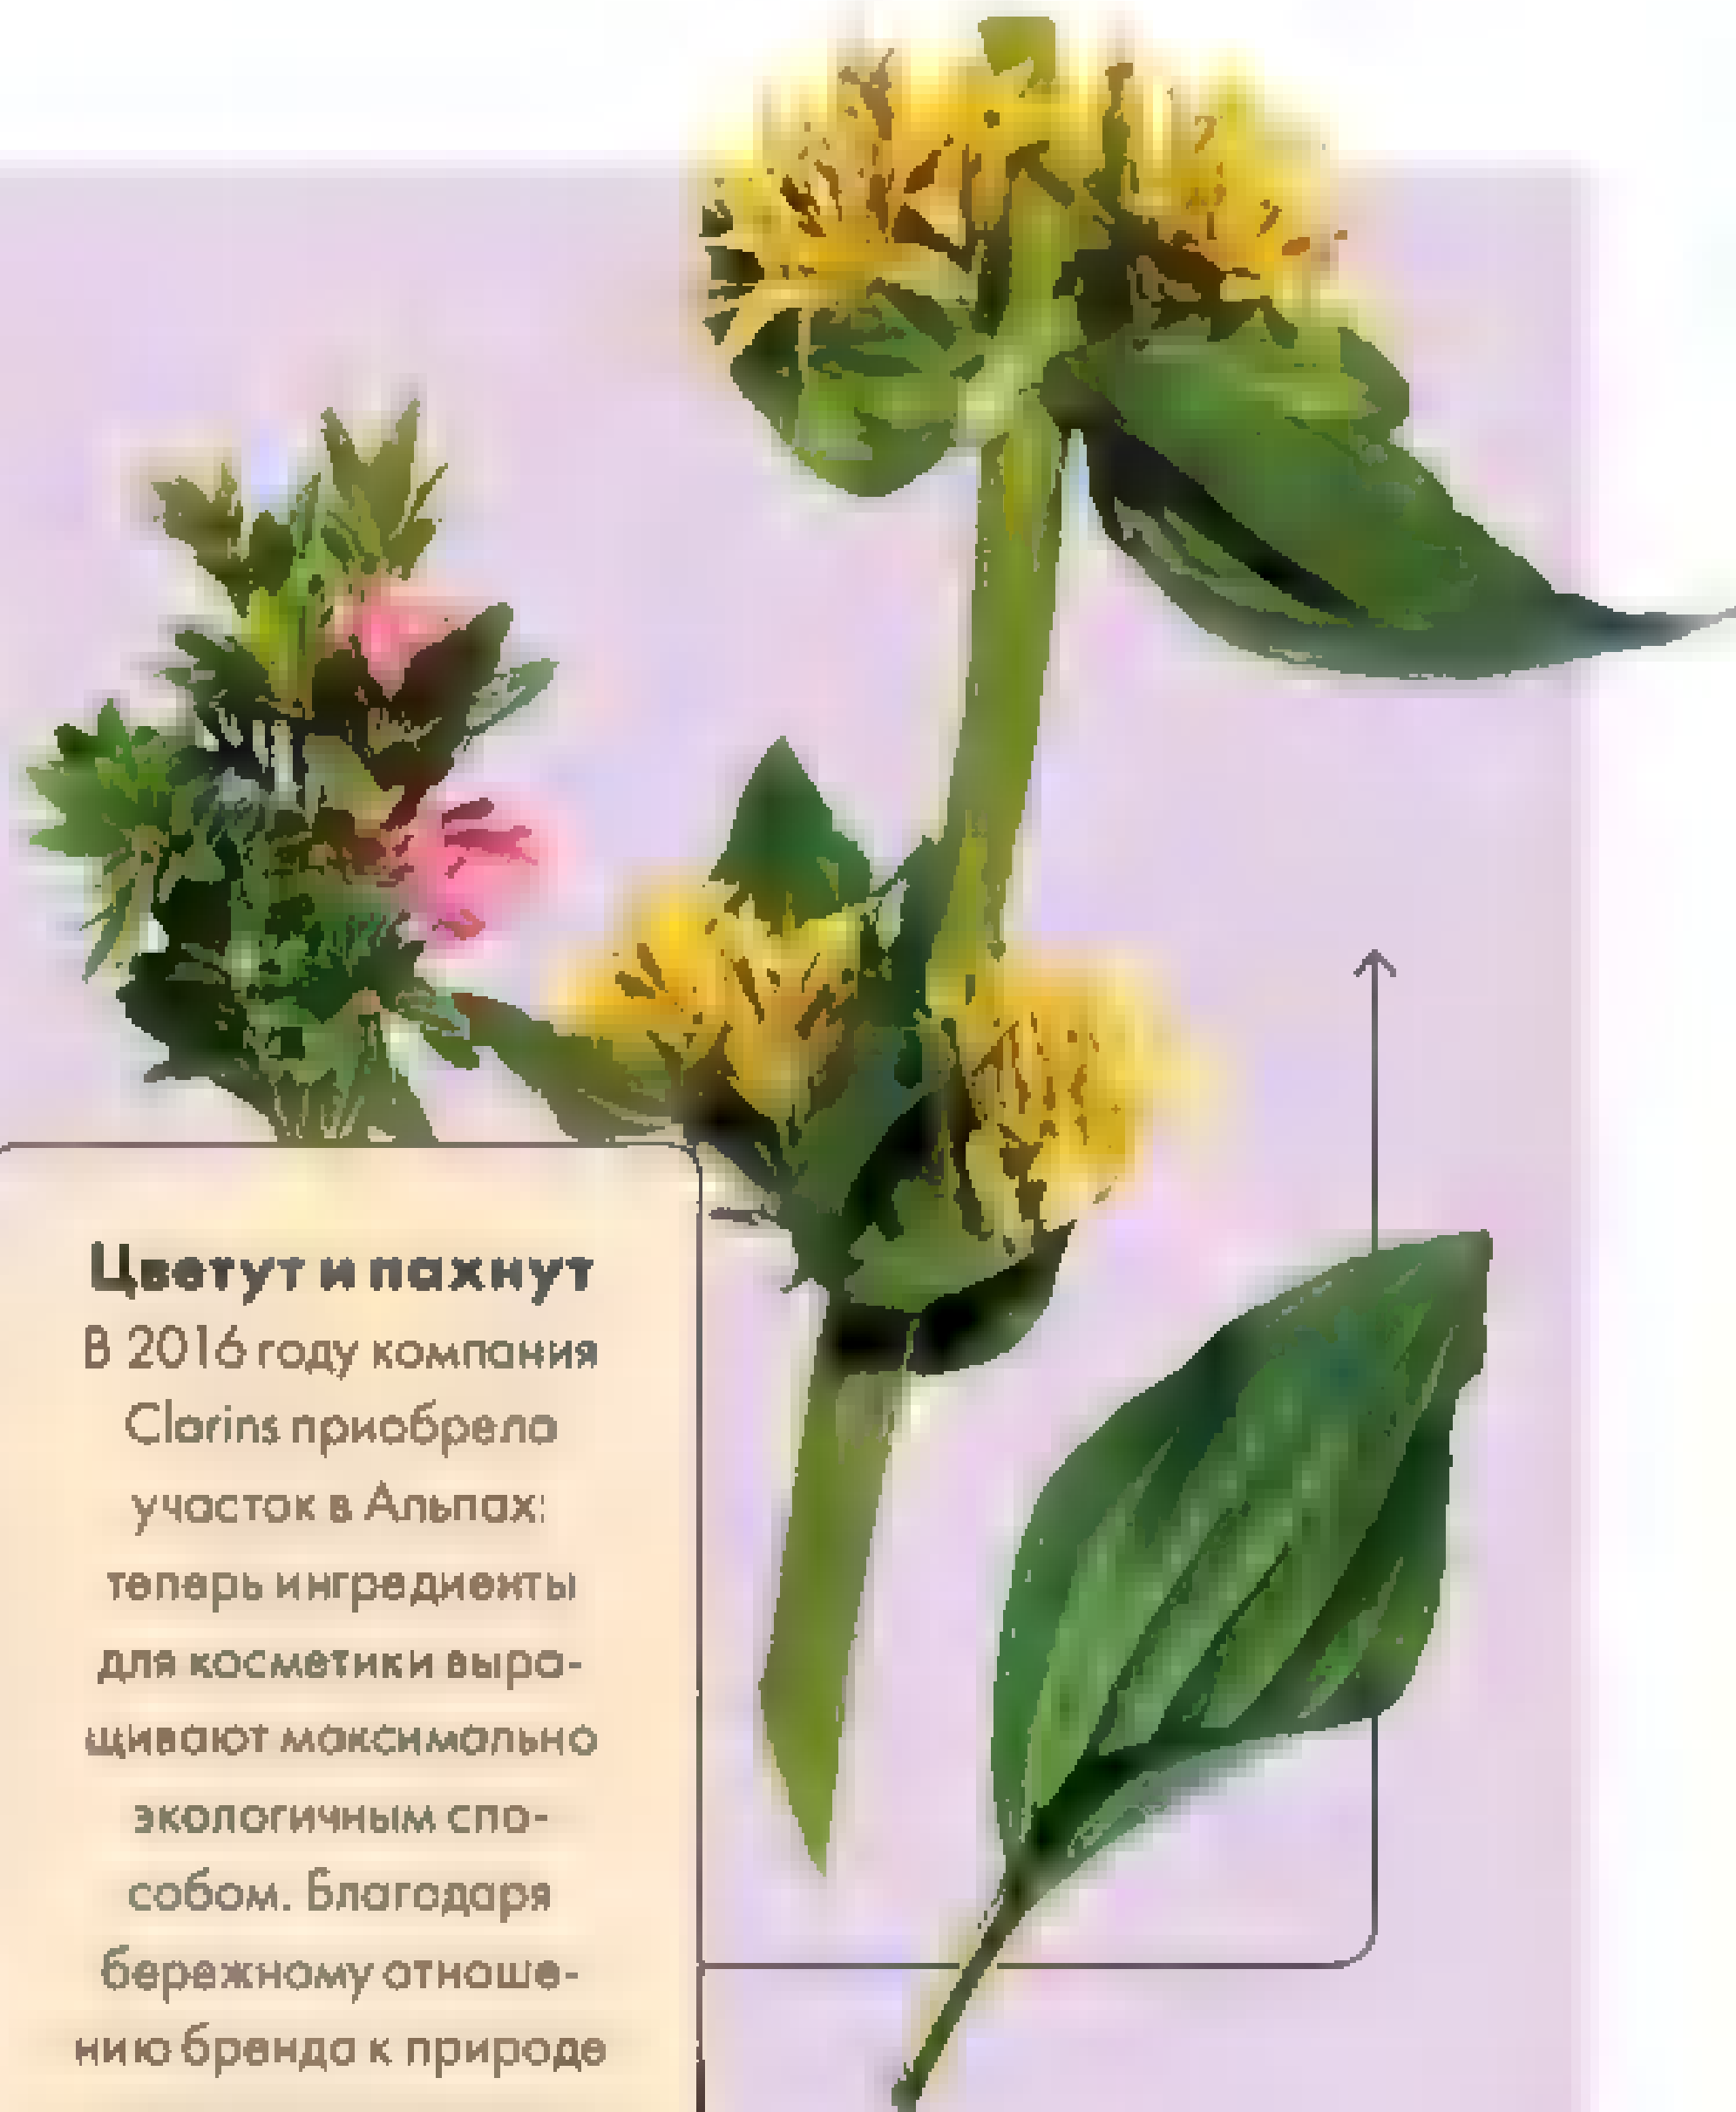 Цветут и пахнут
В 2016 году компания
Clarins приобрела
участок в Альпах:
теперь ингредиенты
для косметики выра-
щивают максимально
экологичным спо-
собом. Благодаря
бережному отноше-
нию бренда к природе